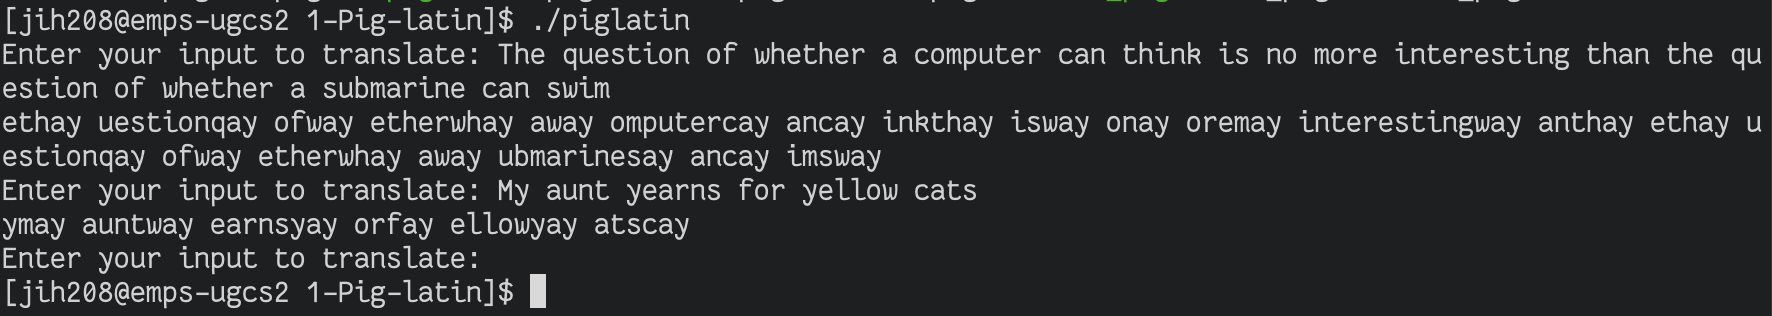 [jih208@emps-ugcs2 1-Pig-latin]$ ./piglatin
Enter your input to translate: The question of whether a computer can think is no more interesting than the qu
estion of whether a submarine can swim
ethay uestionqay ofway etherwhay away omputercay ancay inkthay isway onay oremay interestingway anthay ethay u
estionqay ofway etherwhay away ubmarinesay ancay imsway
Enter your input to translate: My aunt yearns for yellow cats
ymay auntway earnsyay orfay ellowyay atscay
Enter your input to translate:
[jih208@emps-ugcs2 1-Pig-latin]$